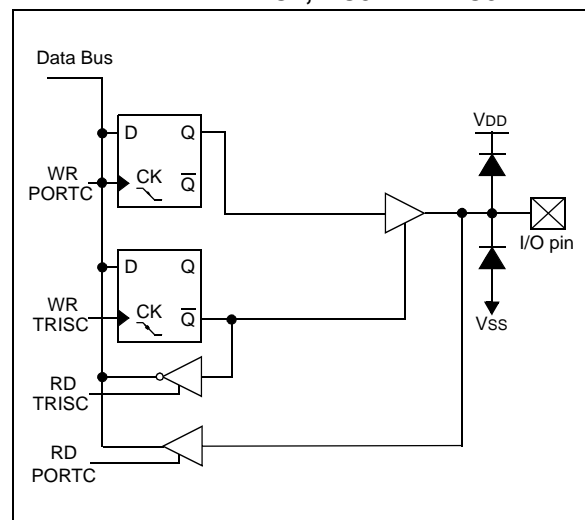 Data Bus
D Q
VDD
WR
PORTC
CK
Q
I/O pin
D Q
WR
TRISC
CK
Q
VSS
RD
TRISC
RD
PORTC